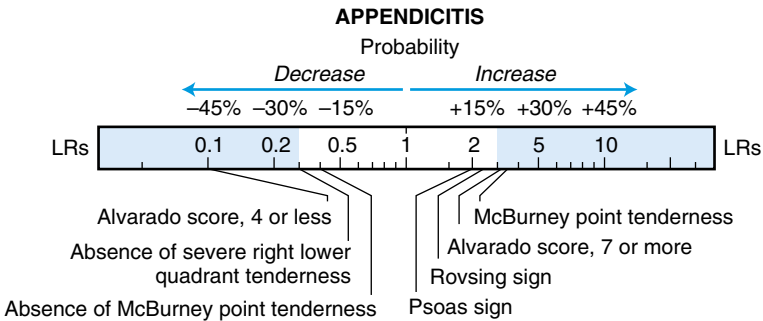 APPENDICITIS
Probability
Decrease Increase
–45% –30% –15% +15% +30% +45%
LRs 0.1 0.2 0.5 1 2 5 10 LRs
Alvarado score, 4 or less
McBurney point tenderness
Absence of severe right lower
quadrant tenderness
Alvarado score, 7 or more
Rovsing sign
Absence of McBurney point tenderness
Psoas sign